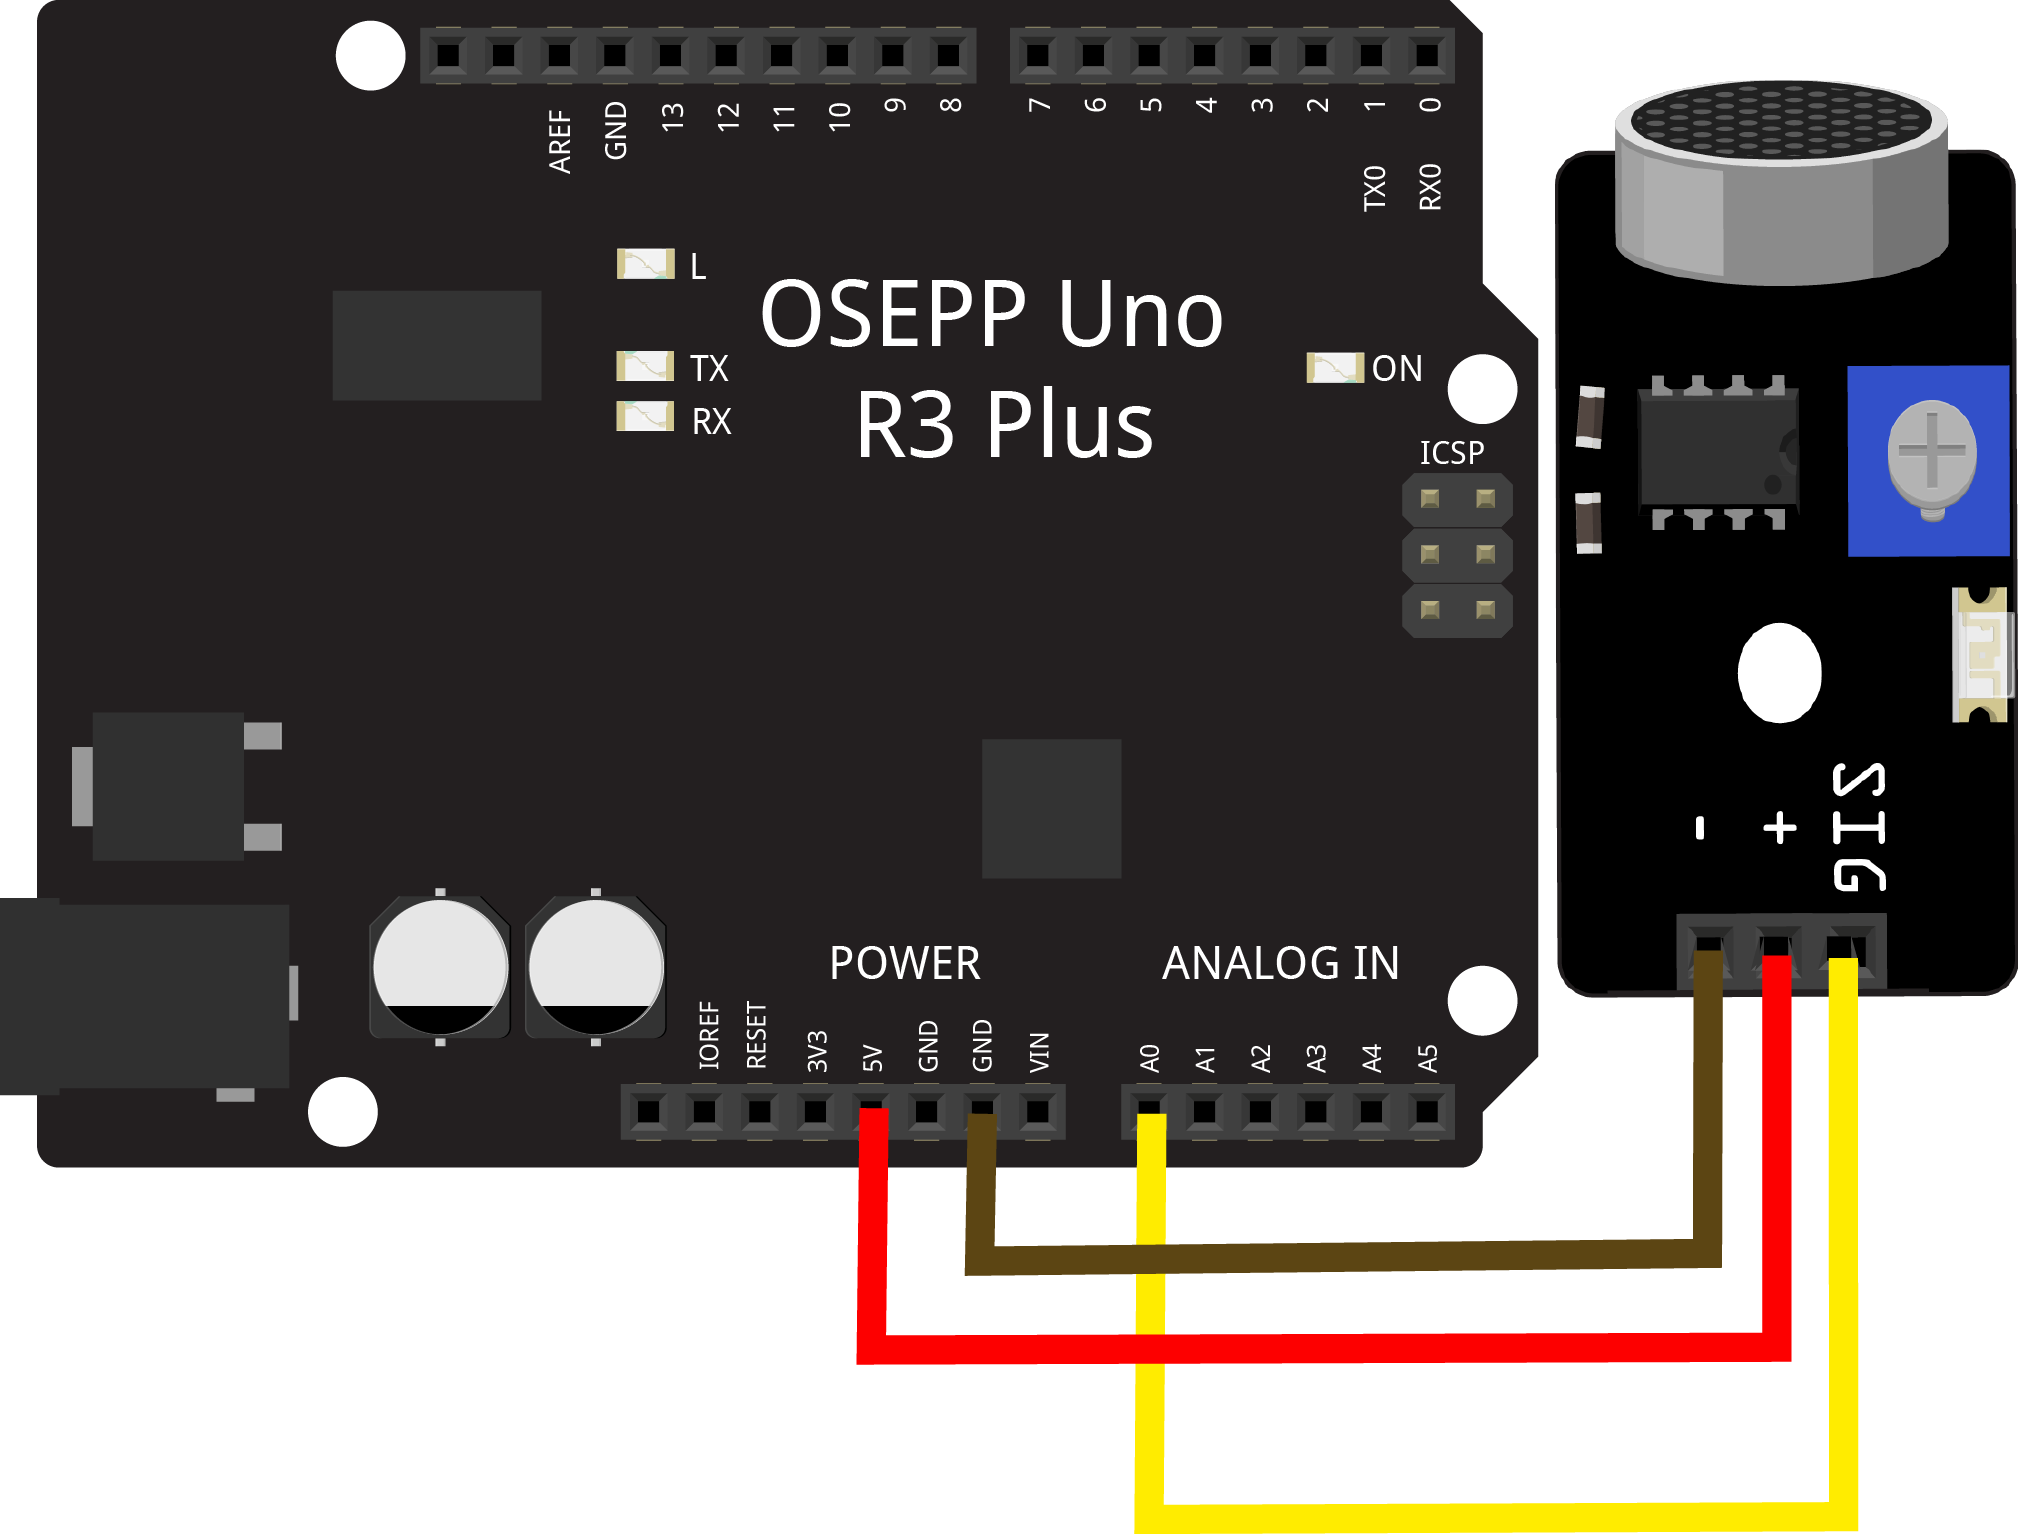 AREF GND 13 12 11 10 9 8 7 6 5 4 3 2 1 0
TX0 RX0
L
OSEPP Uno
TX
ON
R3 Plus
RX
ICSP
- + SIG
POWER
ANALOG IN
IOREF RESET 3V3 5V GND GND VIN A0 A1 A2 A3 A4 A5